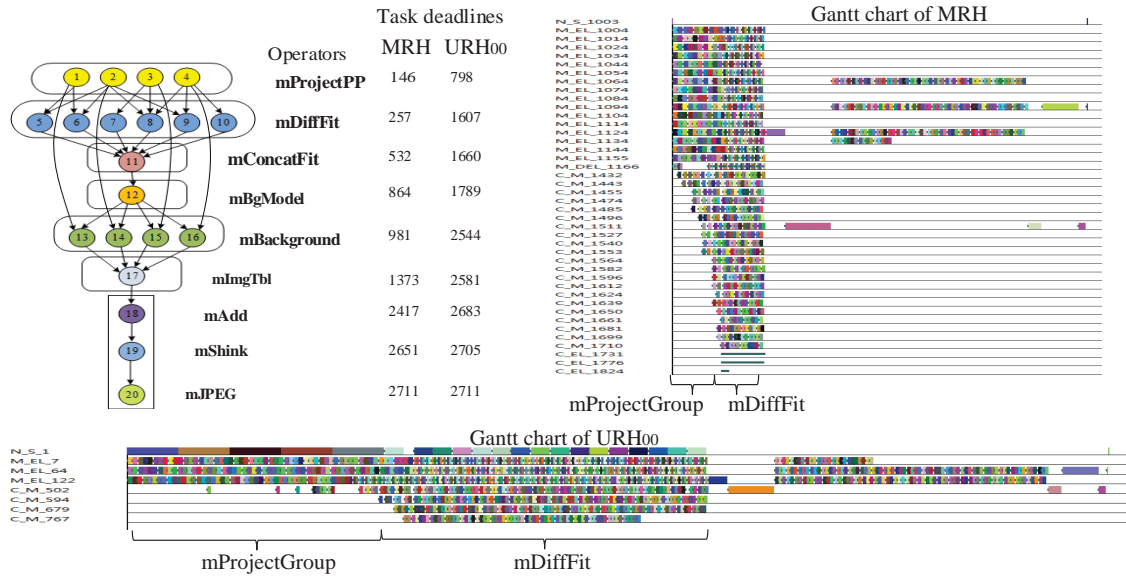 Task deadlines
Operators
MRH URH00
1 2 3 4
mProjectPP
146 798
5 6 7 8 9 10
mDiffFit
257 1607
11
mConcatFit
532 1660
12
mBgModel
864 1789
13 14 15 16
mBackground
981 2544
17
mImgTbl
1373 2581
18
mAdd
2417 2683
19
mShink
2651 2705
20
mJPEG
2711 2711
Gantt chart of MRH
N_S_1003
M_EL_1004
M_EL_1014
M_EL_1024
M_EL_1034
M_EL_1044
M_EL_1054
M_EL_1064
M_EL_1074
M_EL_1084
M_EL_1094
M_EL_1104
M_EL_1114
M_EL_1124
M_EL_1134
M_EL_1144
M_EL_1155
M_DEL_1166
C_M_1432
C_M_1443
C_M_1455
C_M_1474
C_M_1485
C_M_1496
C_M_1511
C_M_1527
C_M_1540
C_M_1553
C_M_1564
C_M_1582
C_M_1596
C_M_1612
C_M_1624
C_M_1639
C_M_1650
C_M_1661
C_M_1681
C_M_1699
C_M_1710
C_EL_1731
C_EL_1776
C_EL_1824
mProjectGroup mDiffFit
Gantt chart of URH00
N_S_1
M_EL_7
M_EL_64
M_EL_122
C_M_502
C_M_594
C_M_679
C_M_767
mProjectGroup mDiffFit